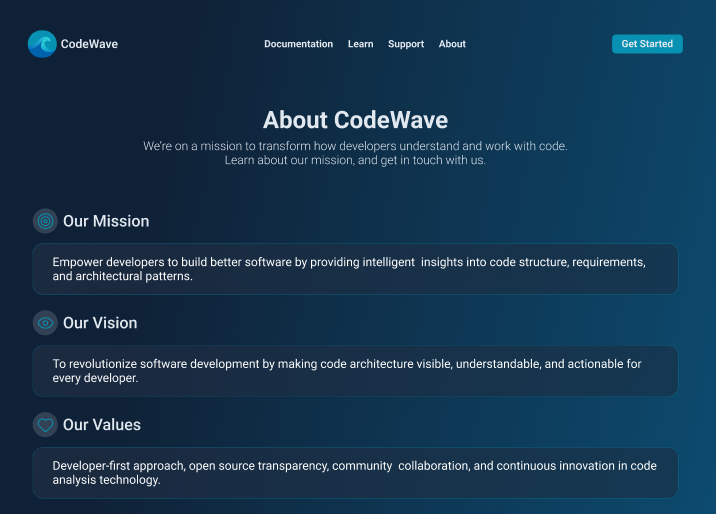 CodeWave
Documentation Learn Support About
Get Started
About CodeWave
We're on a mission to transform how developers understand and work with code.
Learn about our mission, and get in touch with us.
Our Mission
Empower developers to build better software by providing intelligent  insights into code structure, requirements,
and architectural patterns.
Our Vision
To revolutionize software development by making code architecture visible, understandable, and actionable for
every developer.
Our Values
Developer-first approach, open source transparency, community  collaboration, and continuous innovation in code
analysis technology.